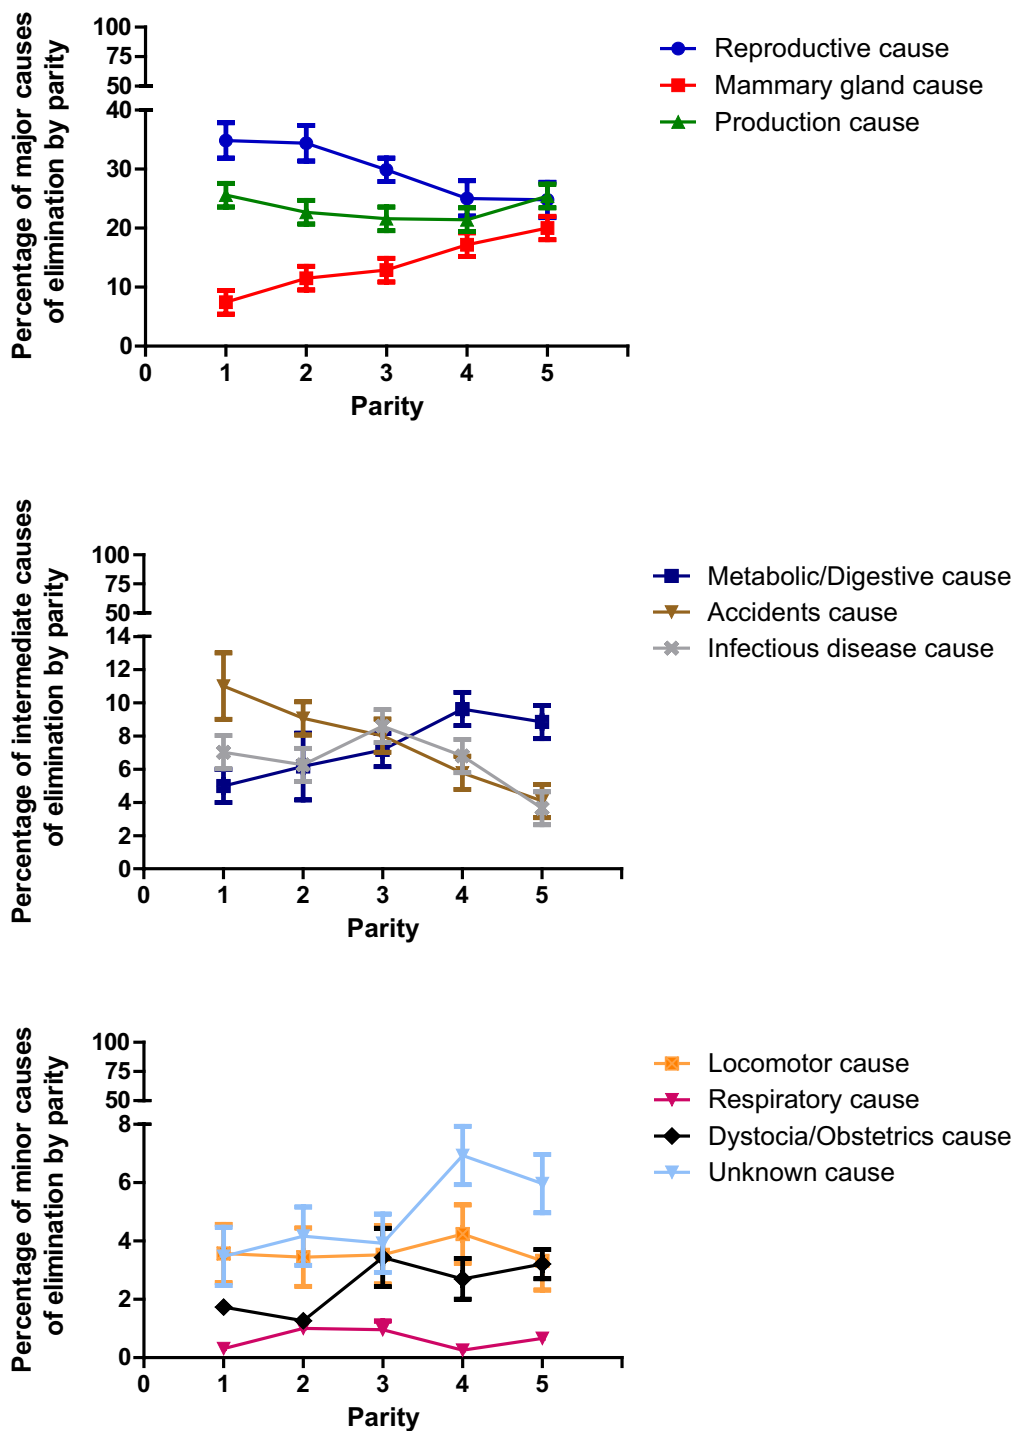 Percentage of major causes
of elimination by parity
100
75
50
40
30
20
10
0
0 1 2 3 4 5
Parity
Reproductive cause
Mammary gland cause
Production cause
Percentage of intermediate causes
of elimination by parity
100
75
50
14
12
10
8
6
4
2
0
0 1 2 3 4 5
Parity
Metabolic/Digestive cause
Accidents cause
Infectious disease cause
Percentage of minor causes
of elimination by parity
100
75
50
8
6
4
2
0
0 1 2 3 4 5
Parity
Locomotor cause
Respiratory cause
Dystocia/Obstetrics cause
Unknown cause